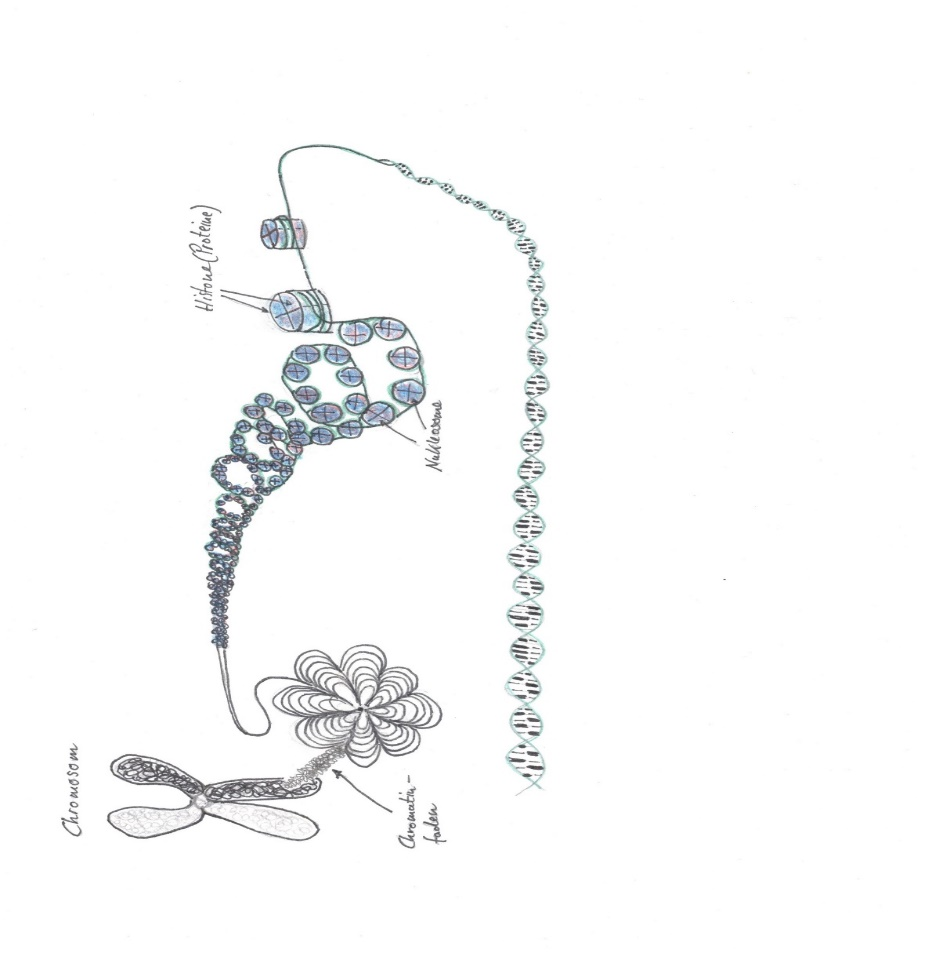 Chromosom
Histone (Proteine)
Nukleosome
Chromatin-
faden